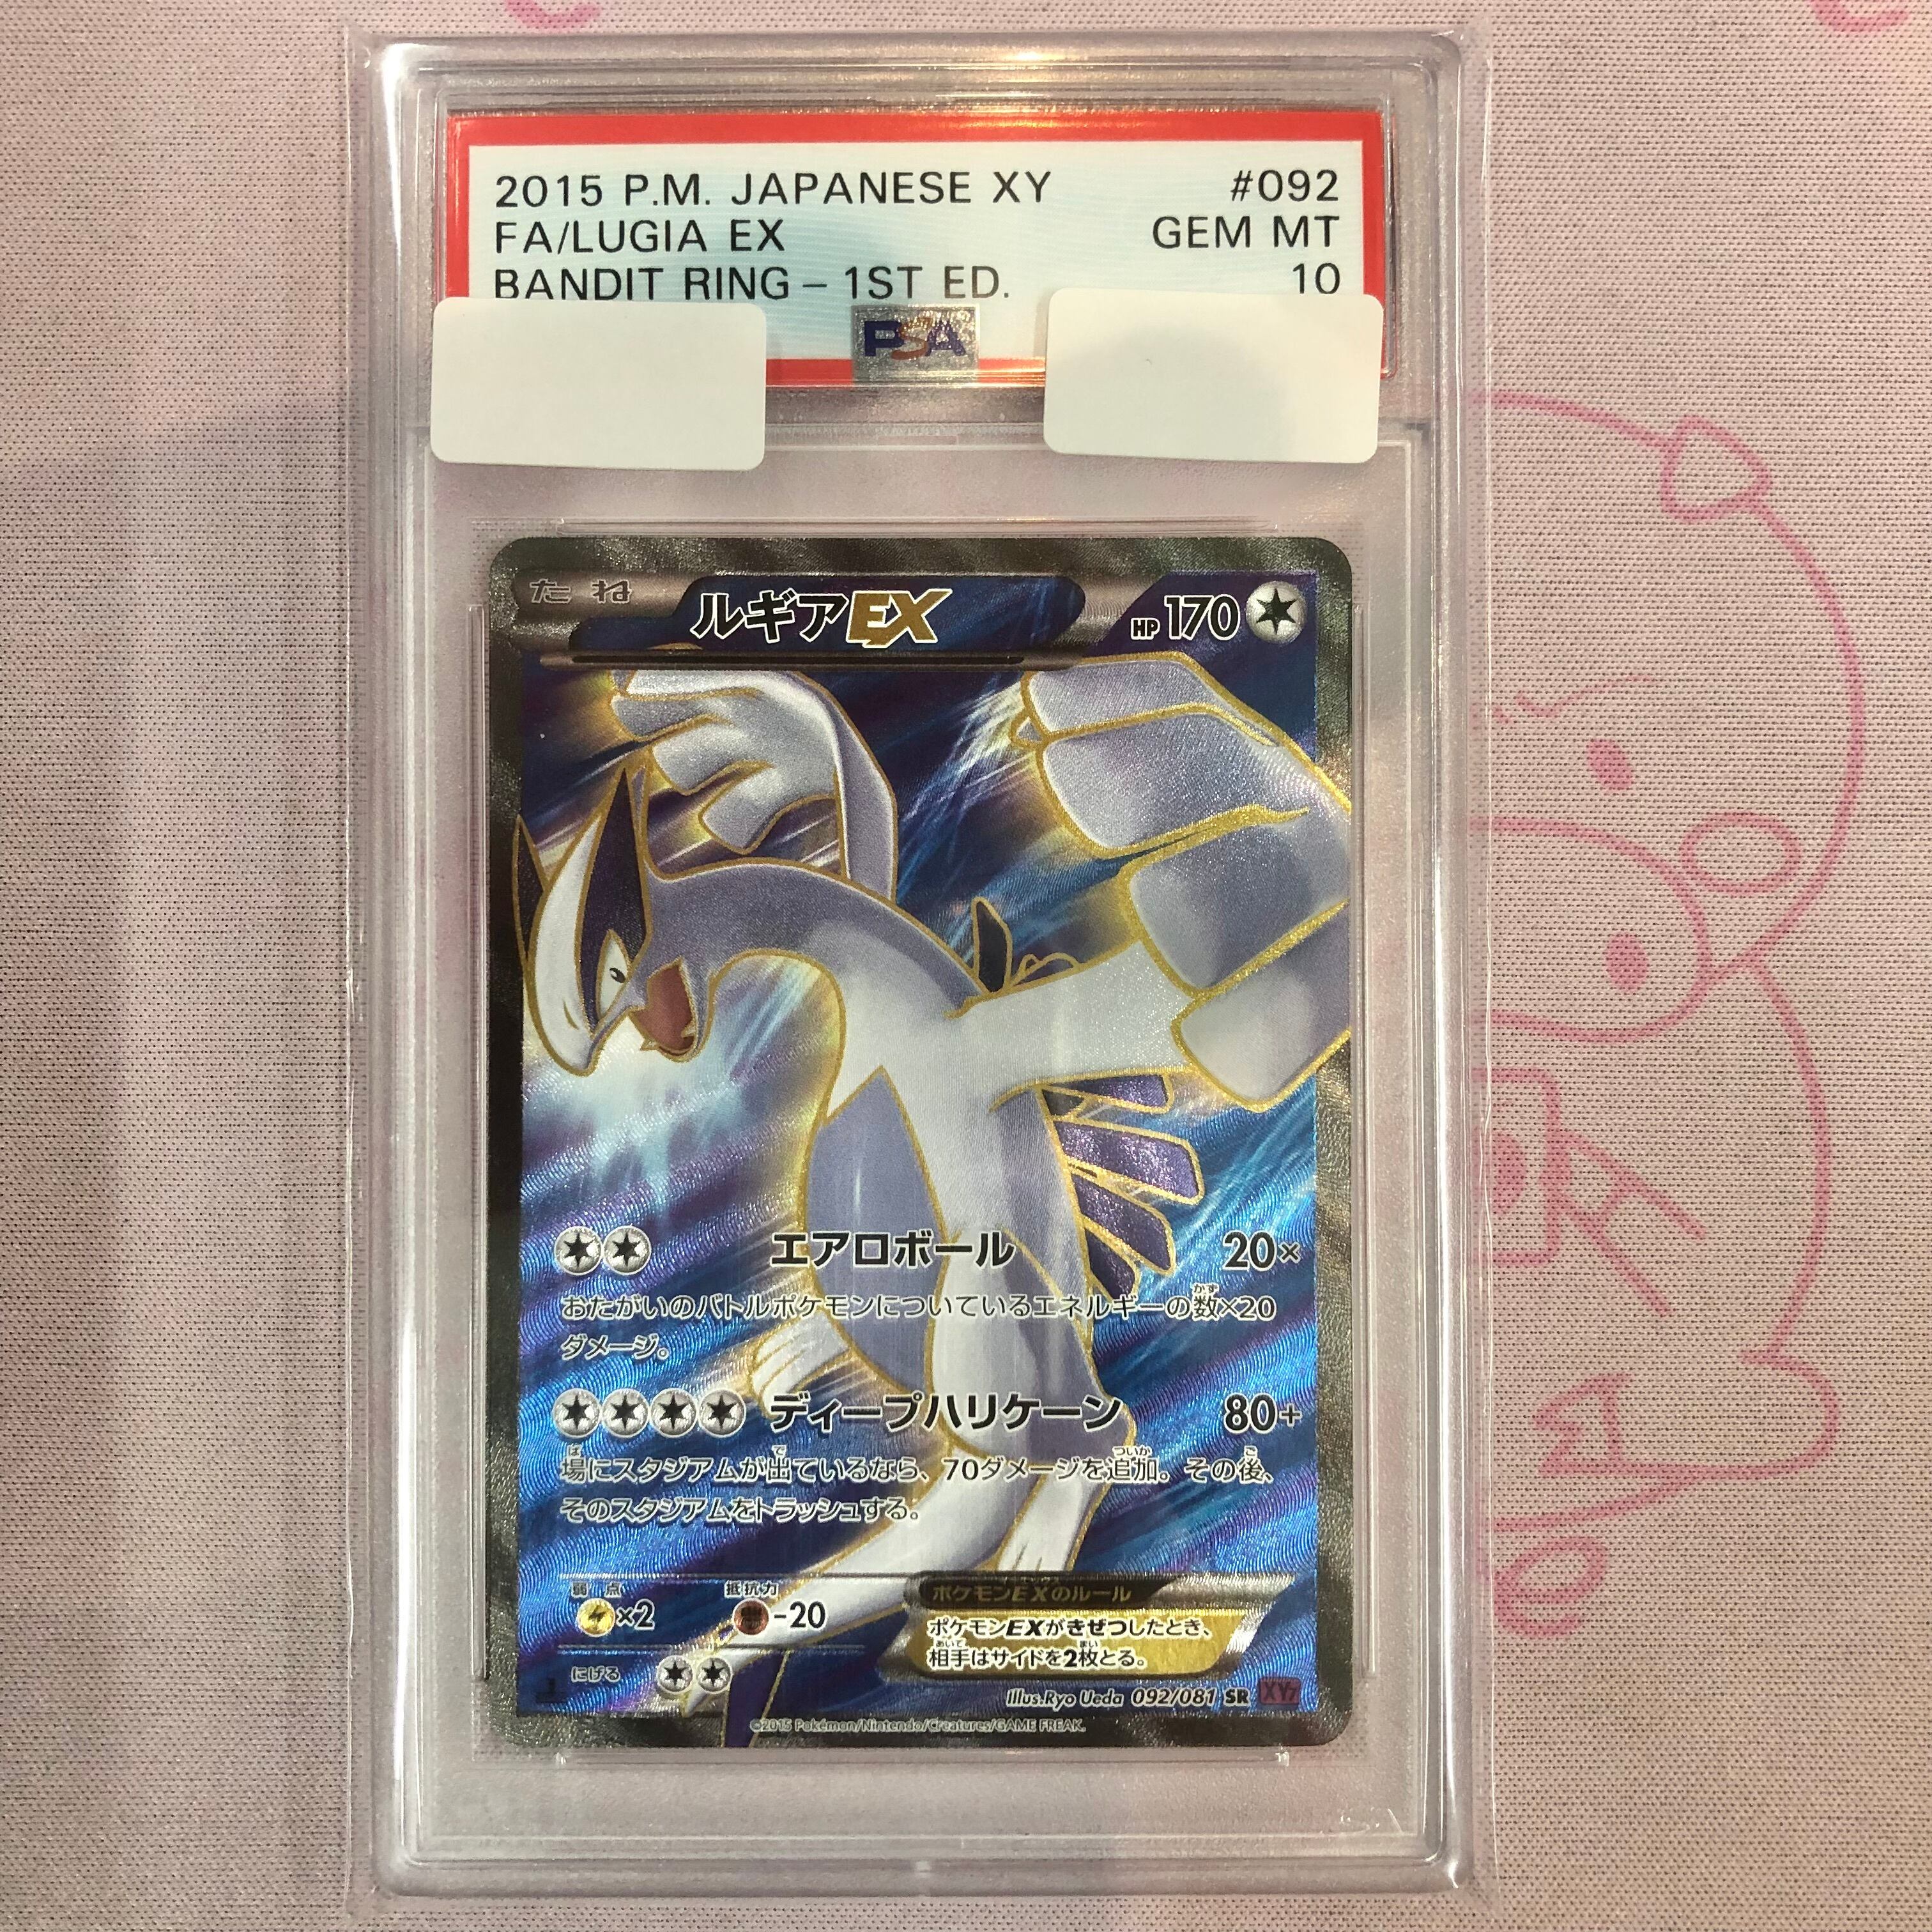 2015 P.M. JAPANESE XY #092
FA/LUGIA EX GEM MT
BANDIT RING - 1ST ED. 10
PSA
たね ルギアEX HP 170
エアロボール 20×
おたがいのバトルポケモンについているエネルギーの数×20
ダメージ。
ディープハリケーン 80+
場にスタジアムが出ているなら、70ダメージを追加。その後、
そのスタジアムをトラッシュする。
弱点 抵抗力
×2 -20
にげる
ポケモンEXのルール
ポケモンEXがきぜつしたとき、
相手はサイドを2枚とる。
Illus.Ryo Ueda 092/081 SR XY7
©2015 Pokémon/Nintendo/Creatures/GAME FREAK.